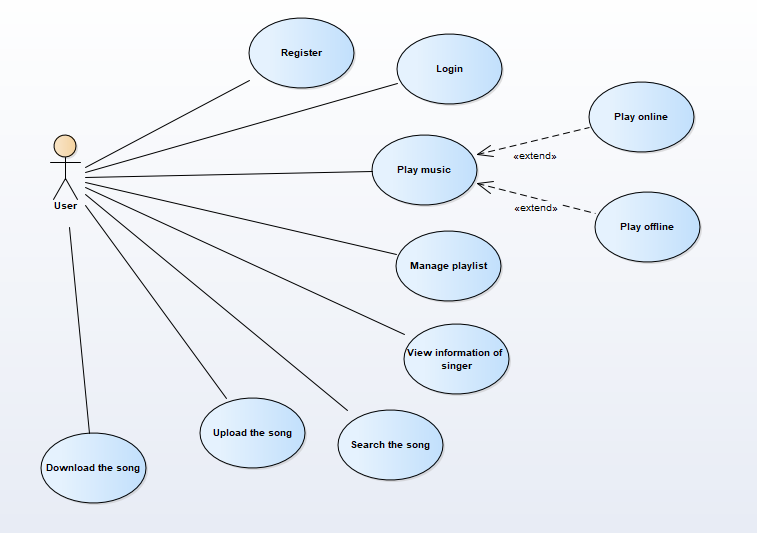 Register
Login
Play online
«extend»
Play music
User
«extend»
Play offline
Manage playlist
View information of
singer
Upload the song
Search the song
Download the song